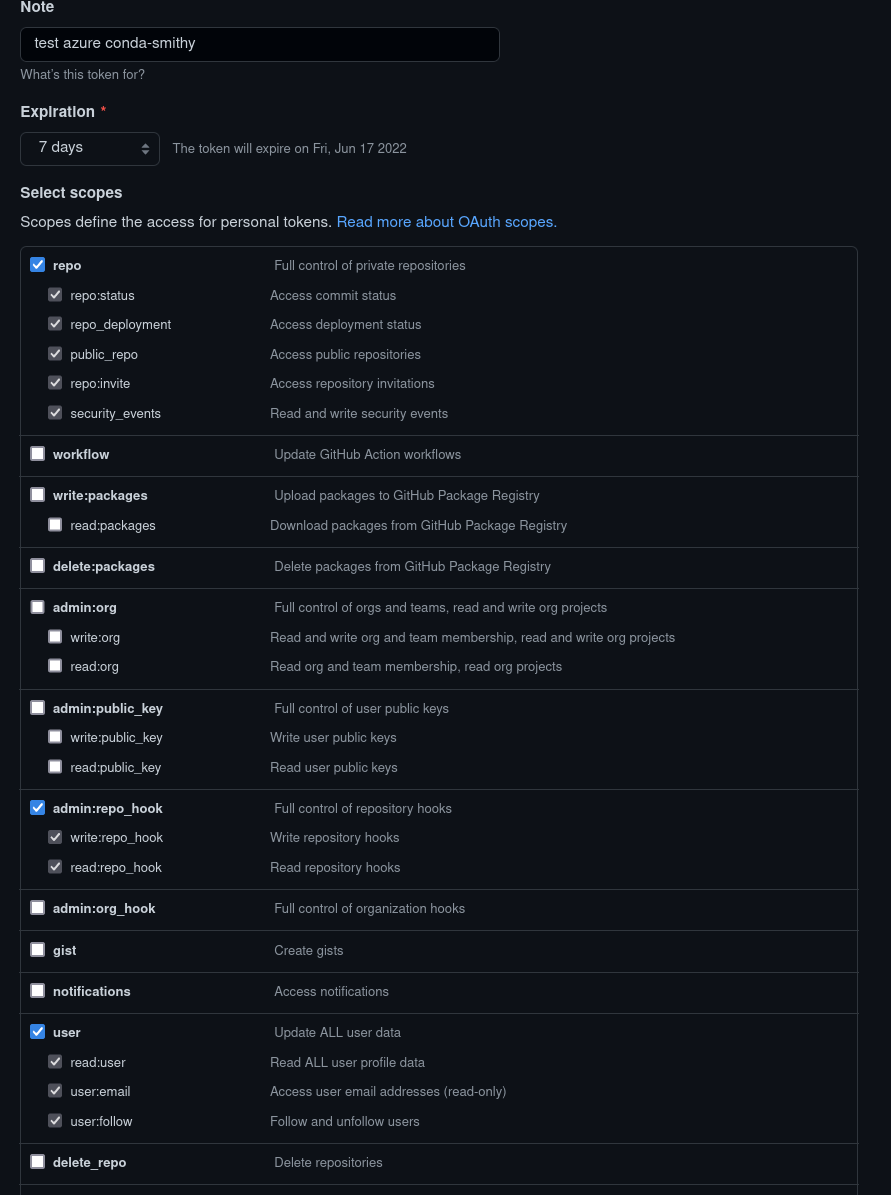 Note
test azure conda-smithy
What's this token for?
Expiration *
7 days The token will expire on Fri, Jun 17 2022
Select scopes
Scopes define the access for personal tokens. Read more about OAuth scopes.
repo Full control of private repositories
repo:status Access commit status
repo_deployment Access deployment status
public_repo Access public repositories
repo:invite Access repository invitations
security_events Read and write security events
workflow Update GitHub Action workflows
write:packages Upload packages to GitHub Package Registry
read:packages Download packages from GitHub Package Registry
delete:packages Delete packages from GitHub Package Registry
admin:org Full control of orgs and teams, read and write org projects
write:org Read and write org and team membership, read and write org projects
read:org Read org and team membership, read org projects
admin:public_key Full control of user public keys
write:public_key Write user public keys
read:public_key Read user public keys
admin:repo_hook Full control of repository hooks
write:repo_hook Write repository hooks
read:repo_hook Read repository hooks
admin:org_hook Full control of organization hooks
gist Create gists
notifications Access notifications
user Update ALL user data
read:user Read ALL user profile data
user:email Access user email addresses (read-only)
user:follow Follow and unfollow users
delete_repo Delete repositories